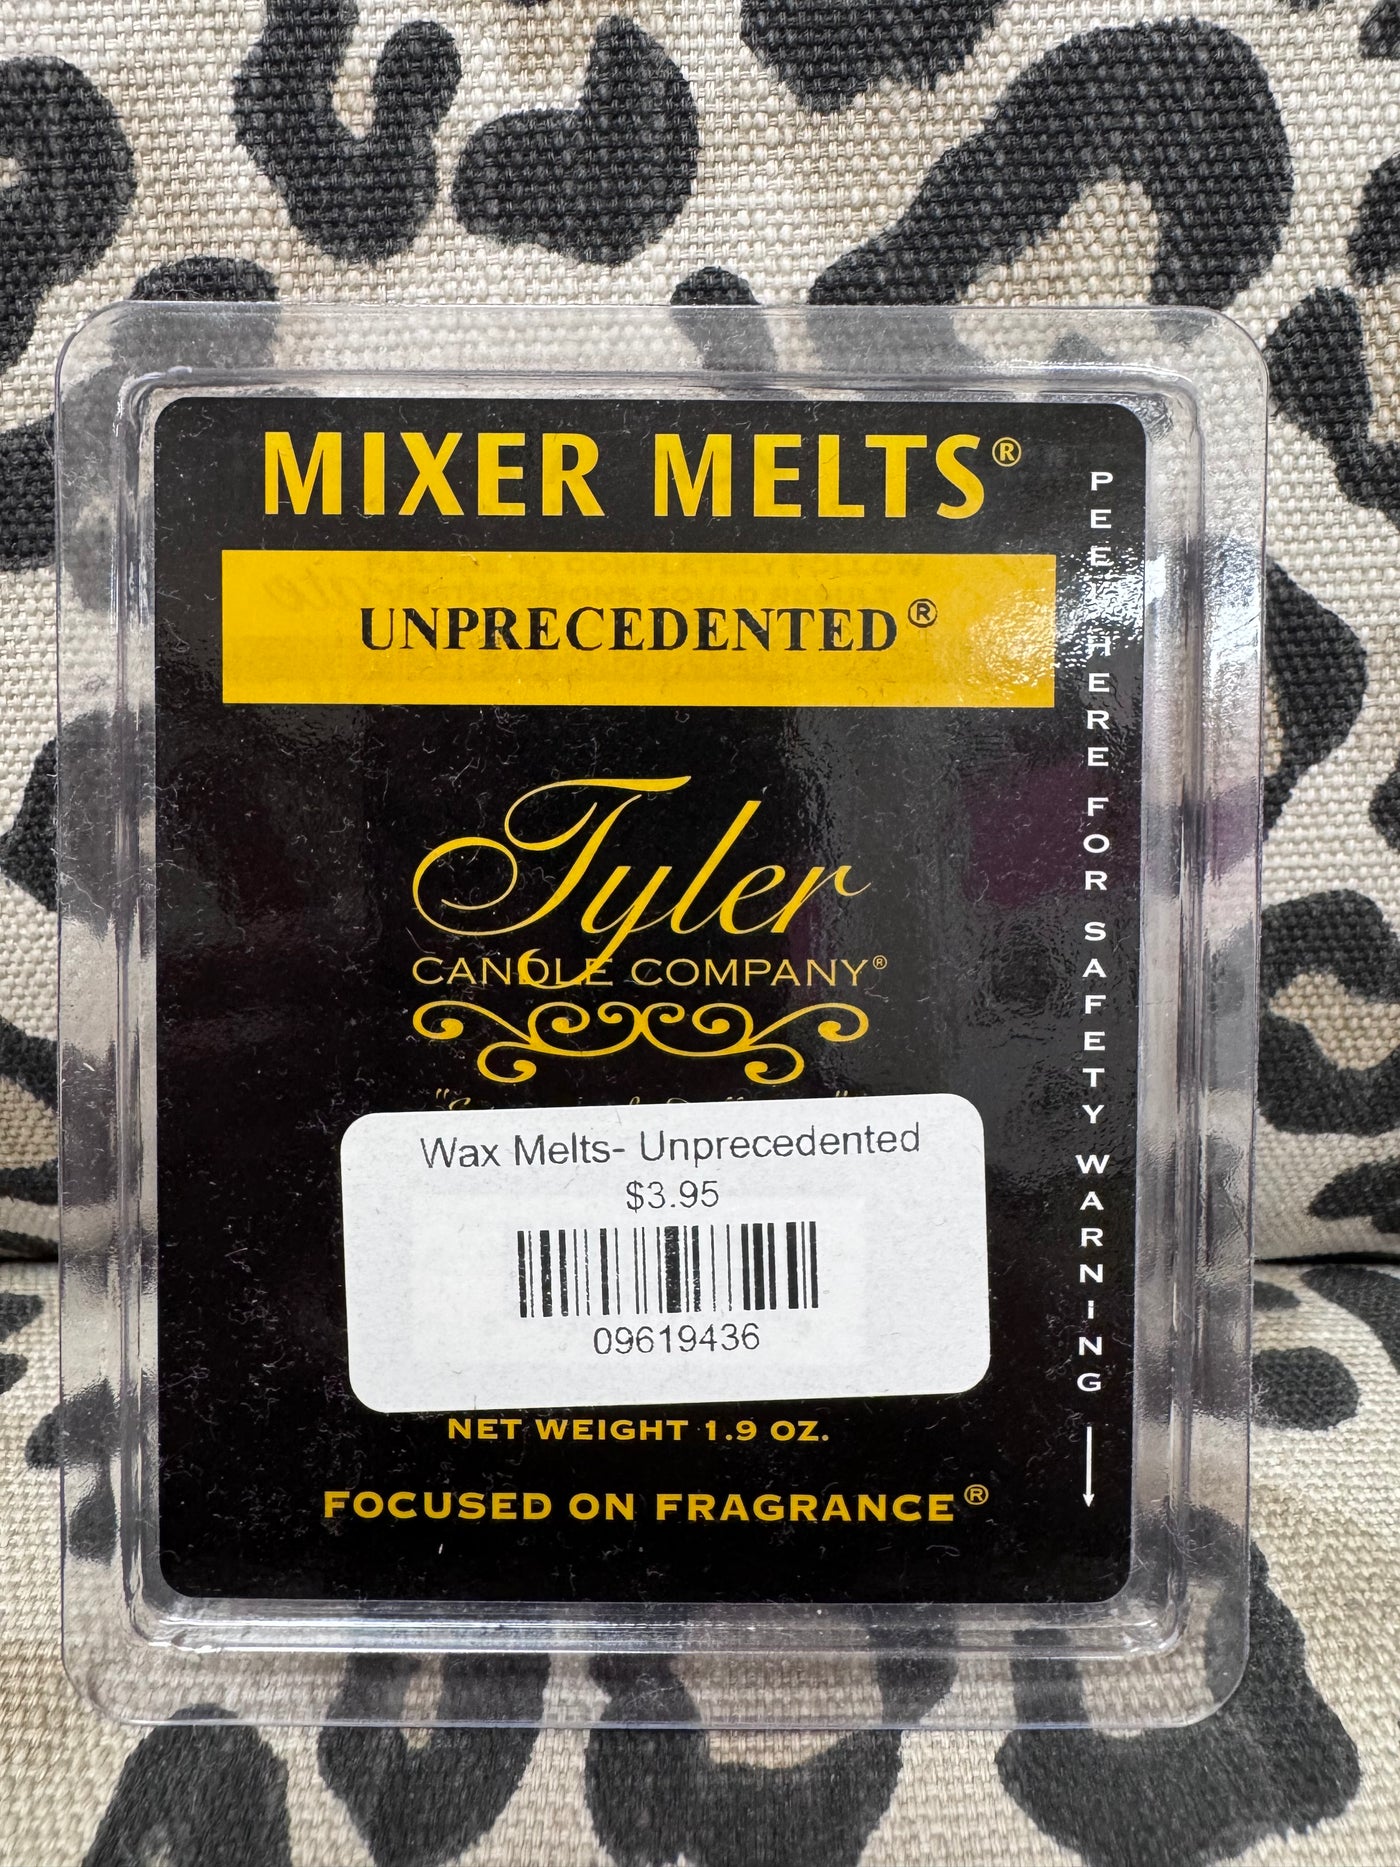 MIXER MELTS®
UNPRECEDENTED®
Tyler
CANDLE COMPANY®
Wax Melts- Unprecedented
$3.95
09619436
NET WEIGHT 1.9 OZ.
FOCUSED ON FRAGRANCE®
PEEL HERE FOR SAFETY WARNING